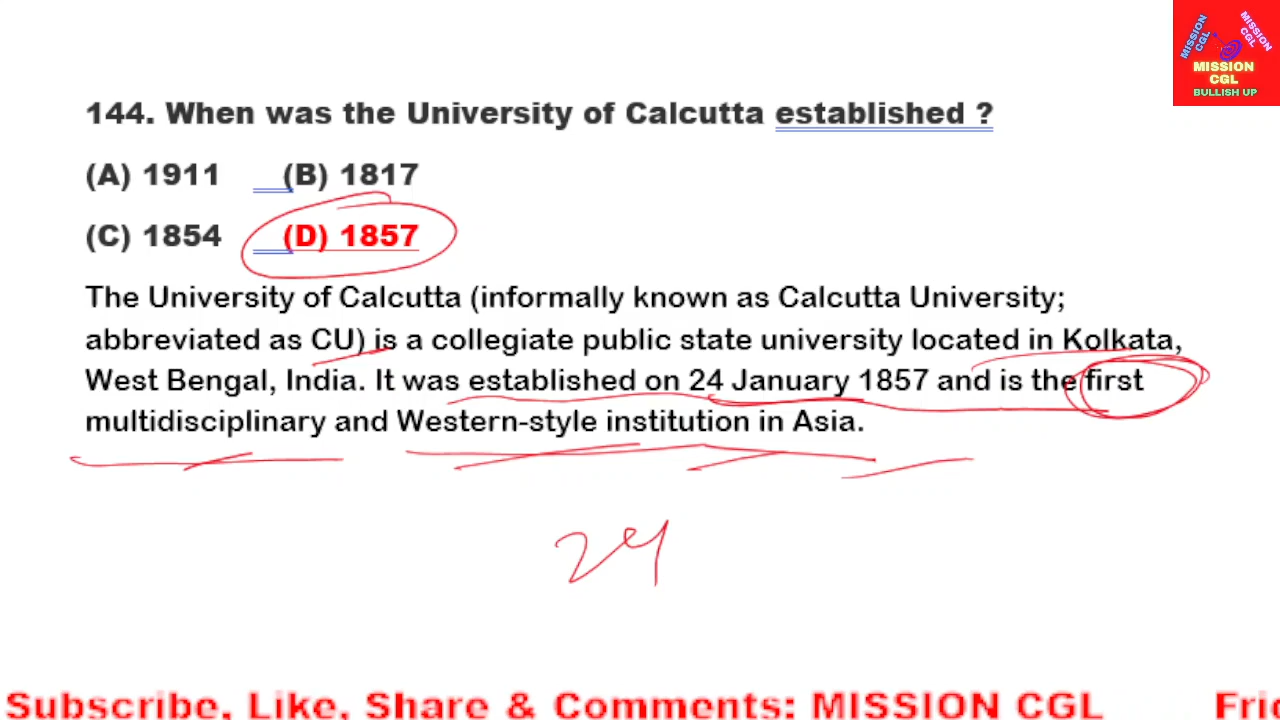 MISSION CGL
MISSION CGL
MISSION
CGL
BULLISH UP
144. When was the University of Calcutta established ?
(A) 1911 (B) 1817
(C) 1854 (D) 1857
The University of Calcutta (informally known as Calcutta University;
abbreviated as CU) is a collegiate public state university located in Kolkata,
West Bengal, India. It was established on 24 January 1857 and is the first
multidisciplinary and Western-style institution in Asia.
24
Subscribe, Like, Share & Comments: MISSION CGL Frie